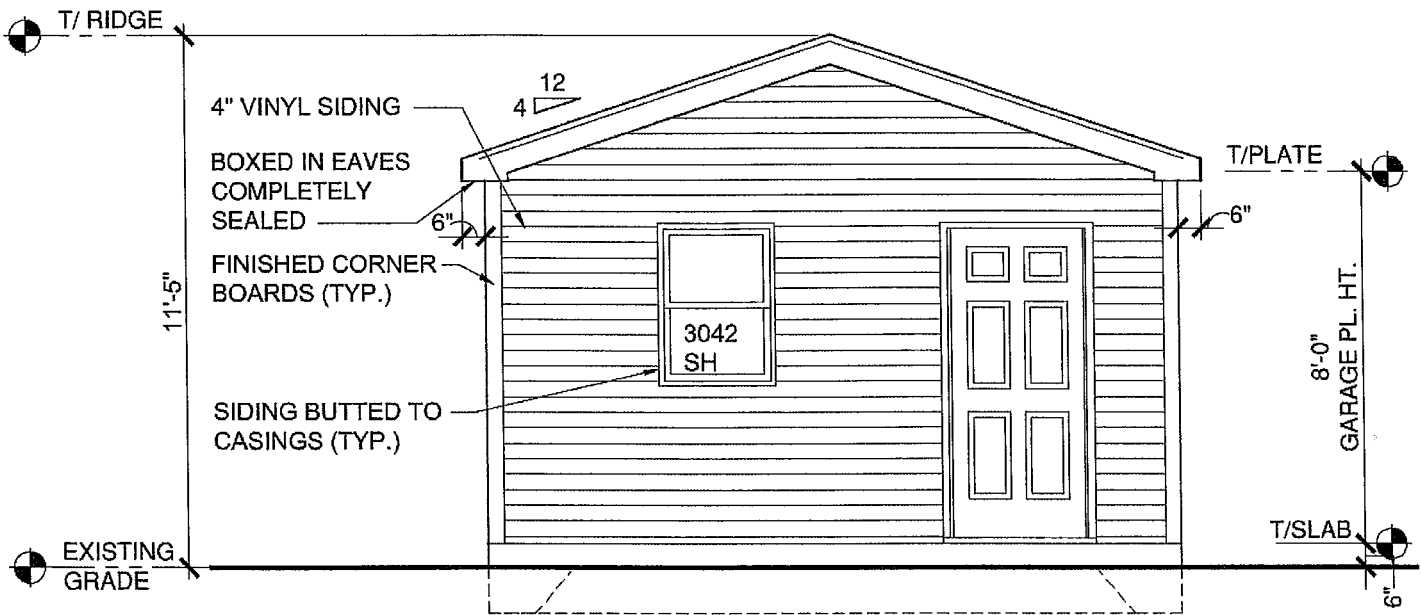 T/ RIDGE
12
4
4" VINYL SIDING
BOXED IN EAVES
COMPLETELY
SEALED
6"
FINISHED CORNER
BOARDS (TYP.)
11'-5"
3042
SH
SIDING BUTTED TO
CASINGS (TYP.)
EXISTING
GRADE
T/PLATE
6"
8'-0"
GARAGE PL. HT.
T/SLAB
6"